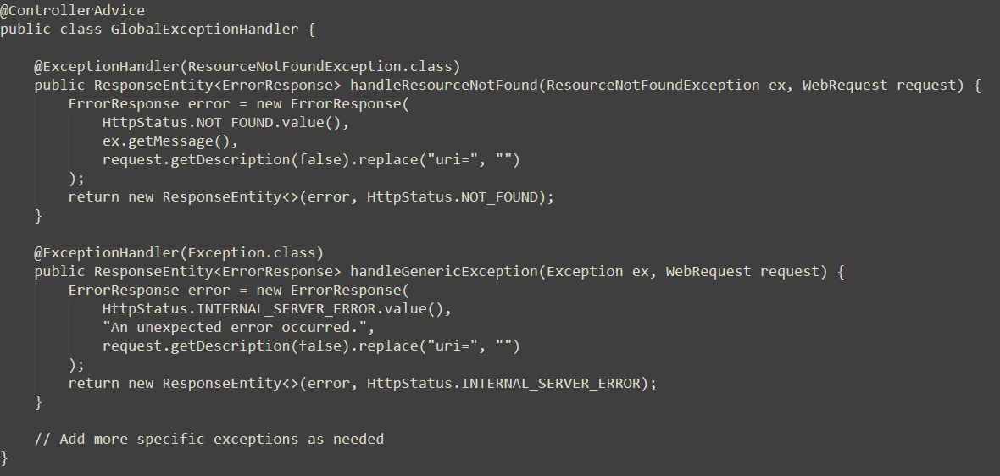 @ControllerAdvice
public class GlobalExceptionHandler {
    @ExceptionHandler(ResourceNotFoundException.class)
    public ResponseEntity<ErrorResponse> handleResourceNotFound(ResourceNotFoundException ex, WebRequest request) {
        ErrorResponse error = new ErrorResponse(
            HttpStatus.NOT_FOUND.value(),
            ex.getMessage(),
            request.getDescription(false).replace("uri=", "")
        );
        return new ResponseEntity<>(error, HttpStatus.NOT_FOUND);
    }
    @ExceptionHandler(Exception.class)
    public ResponseEntity<ErrorResponse> handleGenericException(Exception ex, WebRequest request) {
        ErrorResponse error = new ErrorResponse(
            HttpStatus.INTERNAL_SERVER_ERROR.value(),
            "An unexpected error occurred.",
            request.getDescription(false).replace("uri=", "")
        );
        return new ResponseEntity<>(error, HttpStatus.INTERNAL_SERVER_ERROR);
    }
    // Add more specific exceptions as needed
}